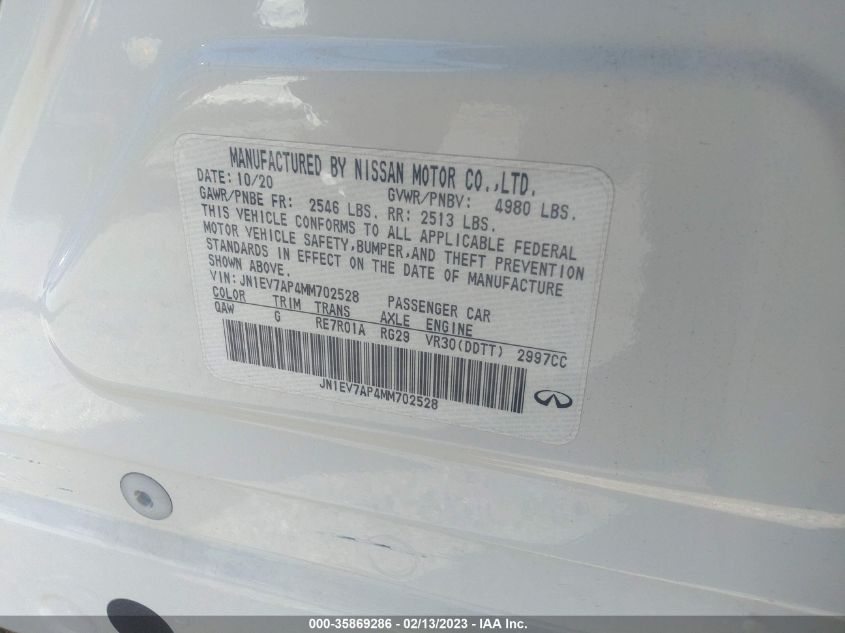 MANUFACTURED BY NISSAN MOTOR CO.,LTD.
DATE: 10/20 GVWR/PNBV: 4980 LBS.
GAWR/PNBE FR: 2546 LBS. RR: 2513 LBS.
THIS VEHICLE CONFORMS TO ALL APPLICABLE FEDERAL
MOTOR VEHICLE SAFETY,BUMPER,AND THEFT PREVENTION
STANDARDS IN EFFECT ON THE DATE OF MANUFACTURE
SHOWN ABOVE.
VIN: JN1EV7AP4MM702528 PASSENGER CAR
COLOR TRIM TRANS AXLE ENGINE
QAW G RE7R01A RG29 VR30(DDTT) 2997CC
JN1EV7AP4MM702528
000-35869286 - 02/13/2023 - IAA Inc.